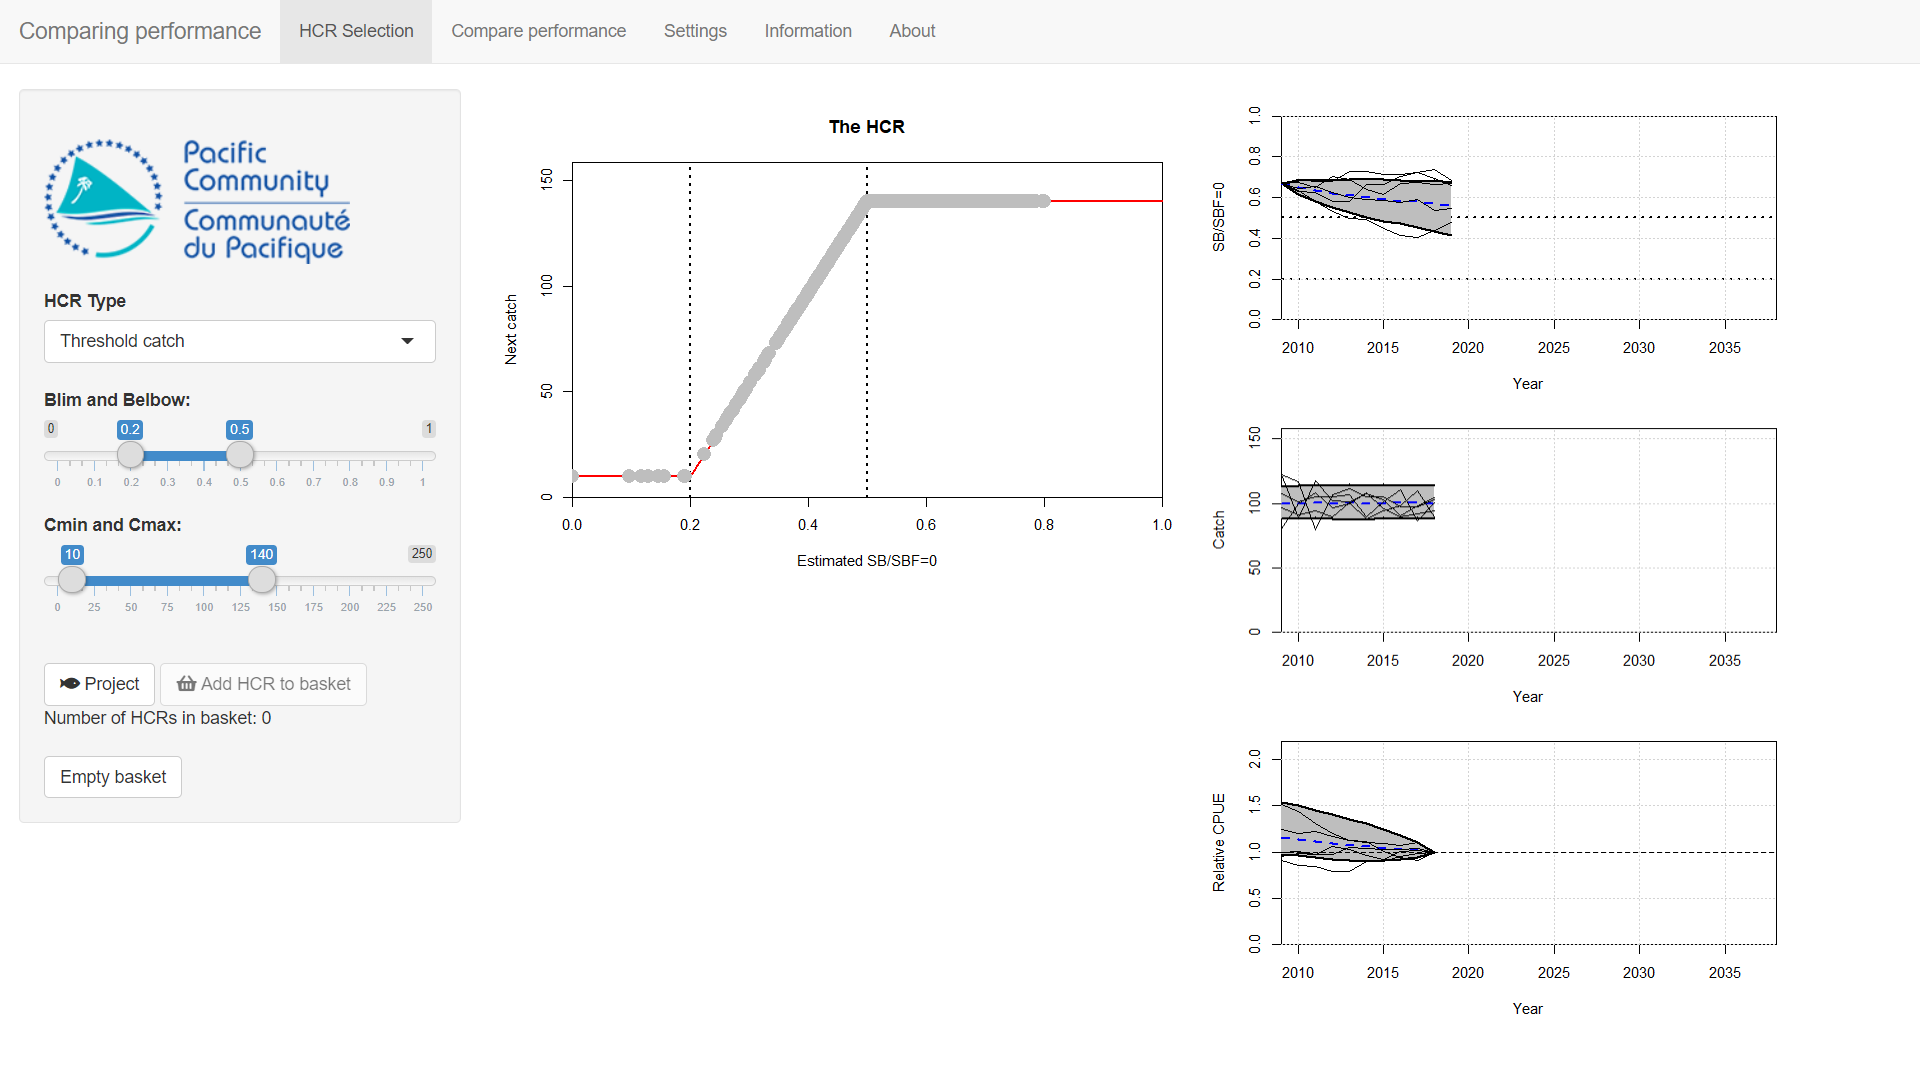 Comparing performance
HCR Selection
Compare performance
Settings
Information
About
Pacific
Community
Communauté
du Pacifique
HCR Type
Threshold catch
Blim and Belbow:
0 0.2 0.5 1
0 0.1 0.2 0.3 0.4 0.5 0.6 0.7 0.8 0.9 1
Cmin and Cmax:
10 140 250
0 25 50 75 100 125 150 175 200 225 250
Project
Add HCR to basket
Number of HCRs in basket: 0
Empty basket
The HCR
Next catch
150
100
50
0
0.0 0.2 0.4 0.6 0.8 1.0
Estimated SB/SBF=0
SB/SBF=0
1.0
0.8
0.6
0.4
0.2
0.0
2010 2015 2020 2025 2030 2035
Year
Catch
150
100
50
0
2010 2015 2020 2025 2030 2035
Year
Relative CPUE
2.0
1.5
1.0
0.5
0.0
2010 2015 2020 2025 2030 2035
Year